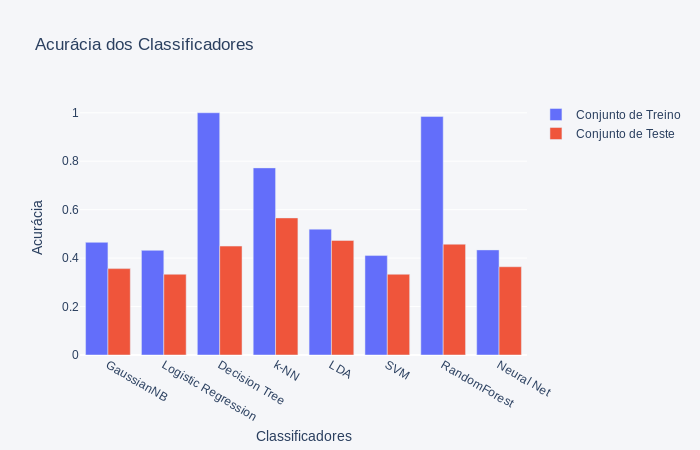 Acurácia dos Classificadores
Conjunto de Treino
Conjunto de Teste
Acurácia
1
0.8
0.6
0.4
0.2
0
GaussianNB
Logistic Regression
Decision Tree
k-NN
LDA
SVM
RandomForest
Neural Net
Classificadores